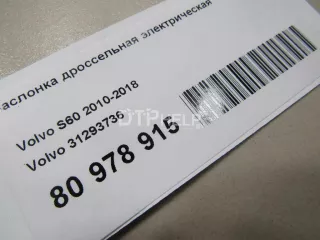 аслонка дроссельная электрическая
Volvo S60 2010-2018
Volvo 31293736
80 978 915